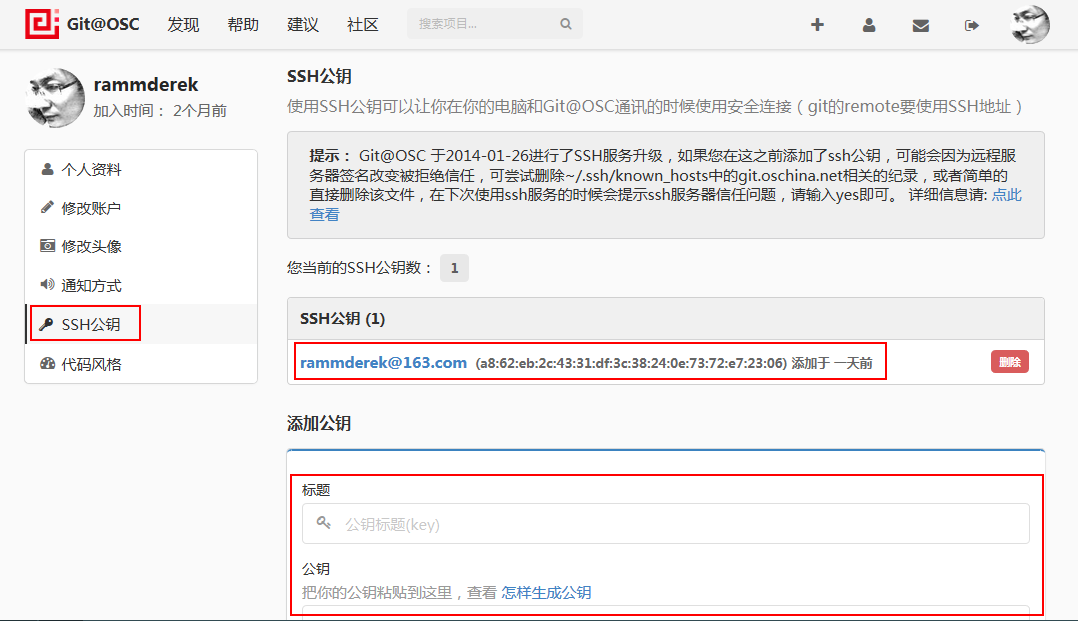 Git@OSC 发现 帮助 建议 社区 搜索项目...
rammderek
加入时间： 2个月前
个人资料
修改账户
修改头像
通知方式
SSH公钥
代码风格
SSH公钥
使用SSH公钥可以让你在你的电脑和Git@OSC通讯的时候使用安全连接（git的remote要使用SSH地址）
提示： Git@OSC 于2014-01-26进行了SSH服务升级，如果您在这之前添加了ssh公钥，可能会因为远程服
务器签名改变被拒绝信任，可尝试删除~/.ssh/known_hosts中的git.oschina.net相关的纪录，或者简单的
直接删除该文件，在下次使用ssh服务的时候会提示ssh服务器信任问题，请输入yes即可。 详细信息请: 点此
查看
您当前的SSH公钥数： 1
SSH公钥 (1)
rammderek@163.com (a8:62:eb:2c:43:31:df:3c:38:24:0e:73:72:e7:23:06) 添加于 一天前 删除
添加公钥
标题
公钥标题(key)
公钥
把你的公钥粘贴到这里，查看 怎样生成公钥